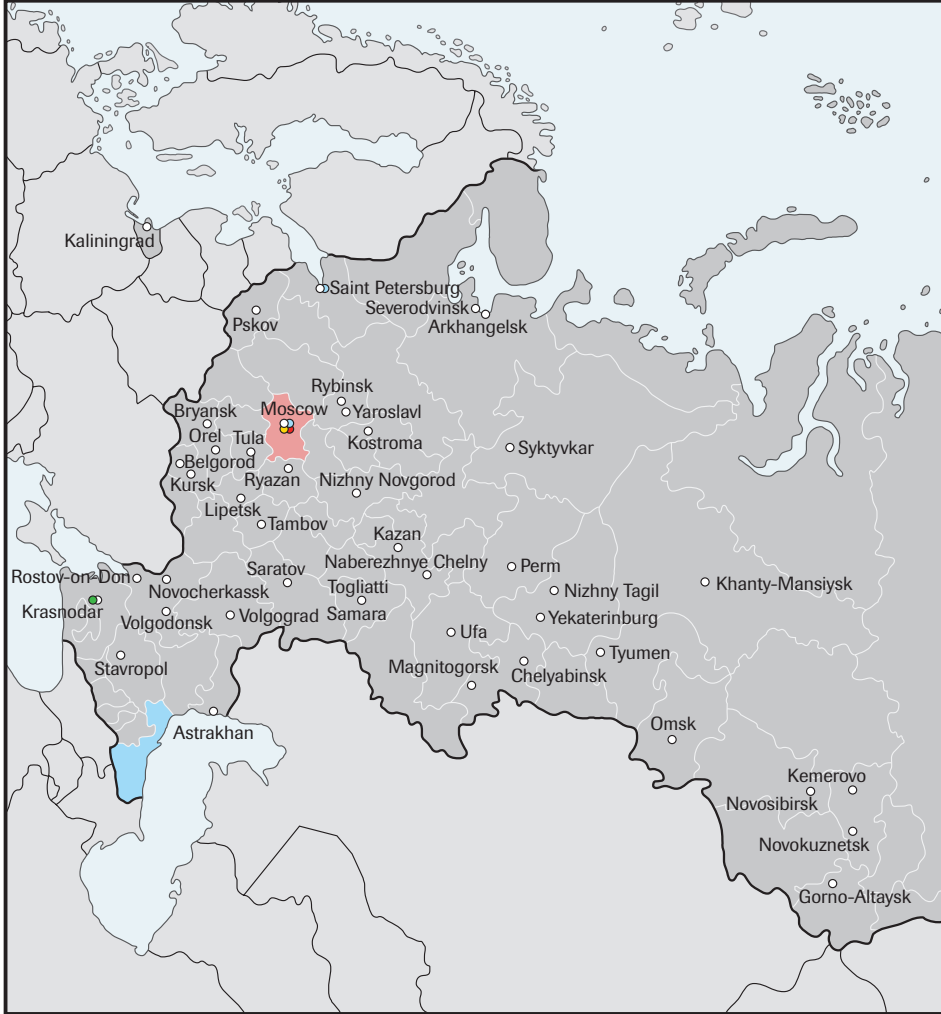 Kaliningrad
Saint Petersburg
Severodvinsk
Arkhangelsk
Pskov
Rybinsk
Bryansk
Moscow
Yaroslavl
Orel
Tula
Kostroma
Syktyvkar
Belgorod
Kursk
Ryazan
Nizhny Novgorod
Lipetsk
Tambov
Kazan
Naberezhnye Chelny
Perm
Saratov
Rostov-on-Don
Novocherkassk
Togliatti
Nizhny Tagil
Khanty-Mansiysk
Krasnodar
Volgodonsk
Volgograd
Samara
Yekaterinburg
Ufa
Tyumen
Stavropol
Magnitogorsk
Chelyabinsk
Astrakhan
Omsk
Kemerovo
Novosibirsk
Novokuznetsk
Gorno-Altaysk